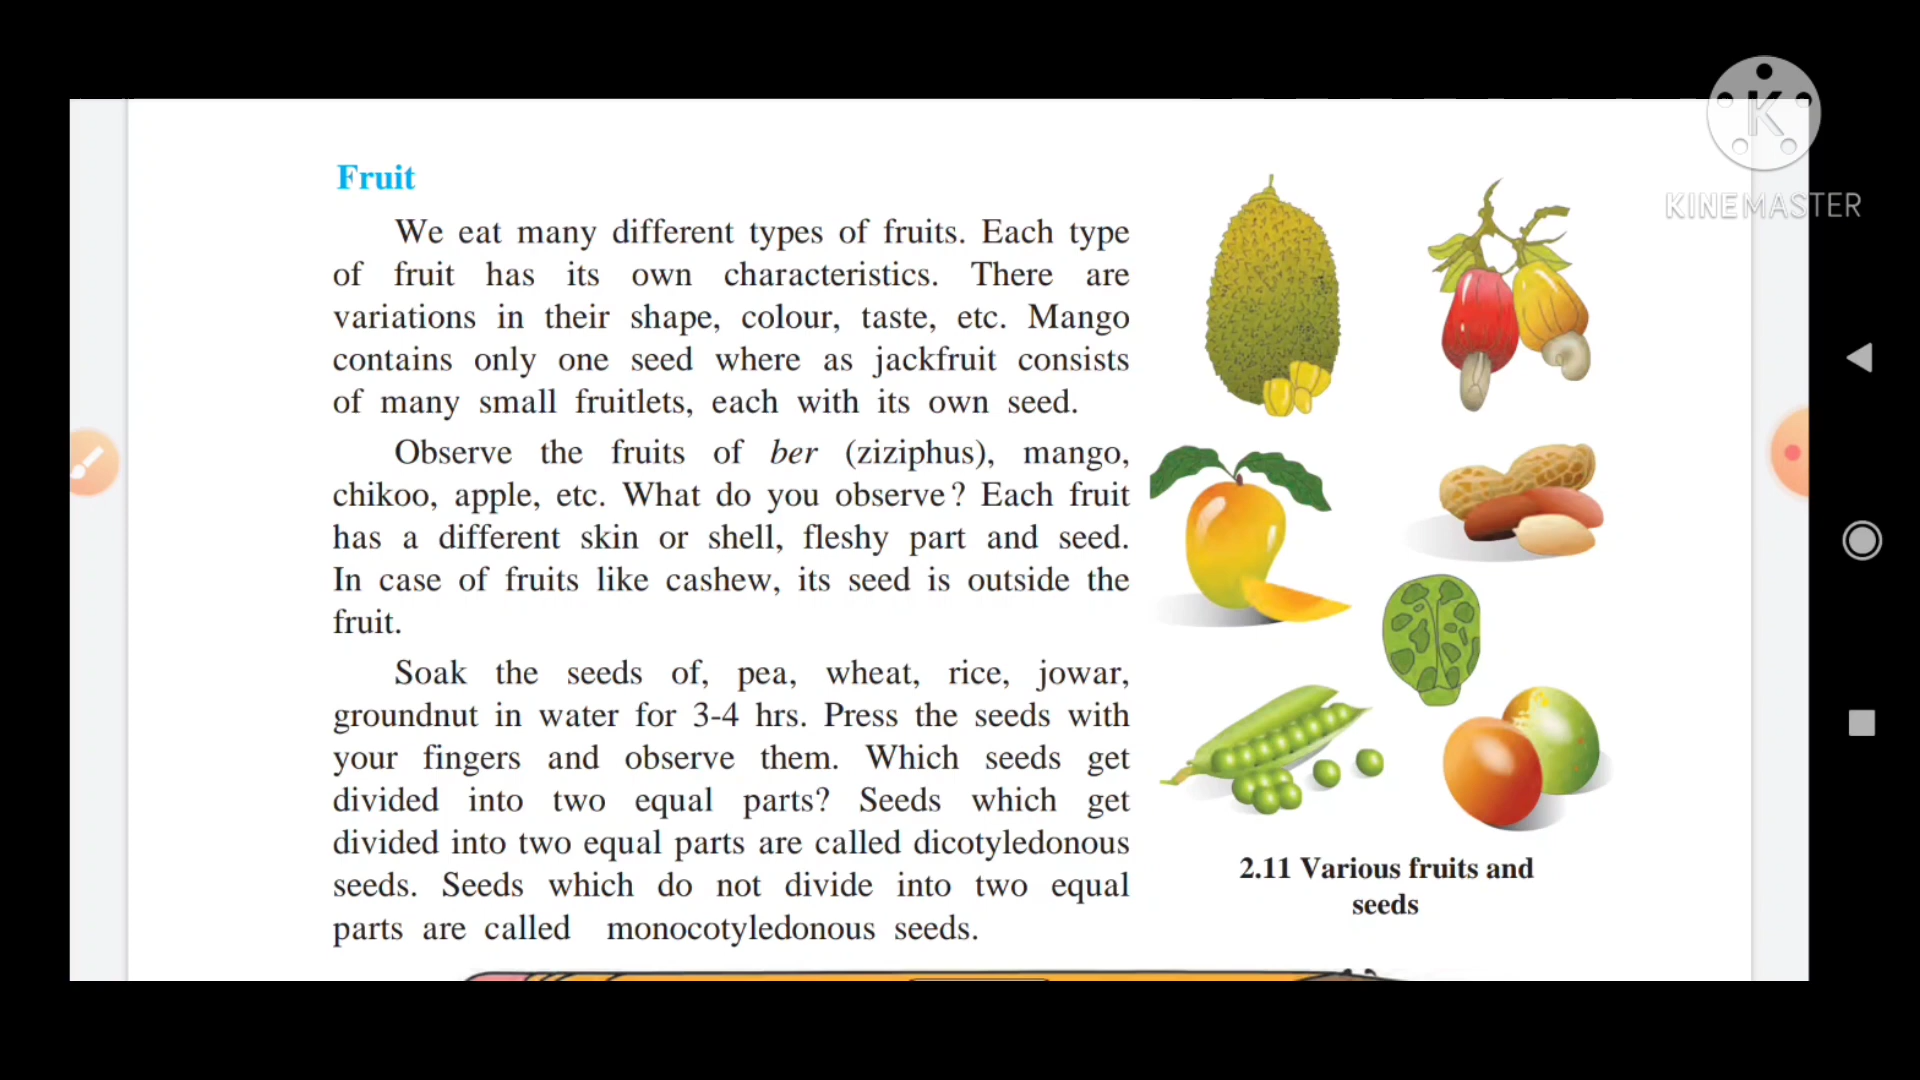 Fruit
We eat many different types of fruits. Each type
of fruit has its own characteristics. There are
variations in their shape, colour, taste, etc. Mango
contains only one seed where as jackfruit consists
of many small fruitlets, each with its own seed.
Observe the fruits of ber (ziziphus), mango,
chikoo, apple, etc. What do you observe? Each fruit
has a different skin or shell, fleshy part and seed.
In case of fruits like cashew, its seed is outside the
fruit.
Soak the seeds of, pea, wheat, rice, jowar,
groundnut in water for 3-4 hrs. Press the seeds with
your fingers and observe them. Which seeds get
divided into two equal parts? Seeds which get
divided into two equal parts are called dicotyledonous
seeds. Seeds which do not divide into two equal
parts are called monocotyledonous seeds.
2.11 Various fruits and
seeds
K
KINEMASTER